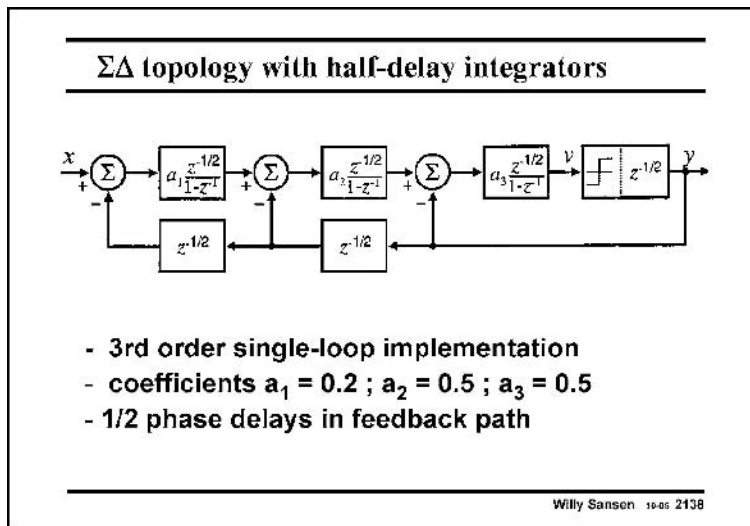 ΣΔ topology with half-delay integrators
x + Σ − a₁ z^-1/2 / 1-z^-1 + Σ − a₂ z^-1/2 / 1-z^-1 + Σ − a₃ z^-1/2 / 1-z^-1 v z^-1/2 y
z^-1/2 z^-1/2
- 3rd order single-loop implementation
- coefficients a₁ = 0.2 ; a₂ = 0.5 ; a₃ = 0.5
- 1/2 phase delays in feedback path
Willy Sansen 10-05 2138